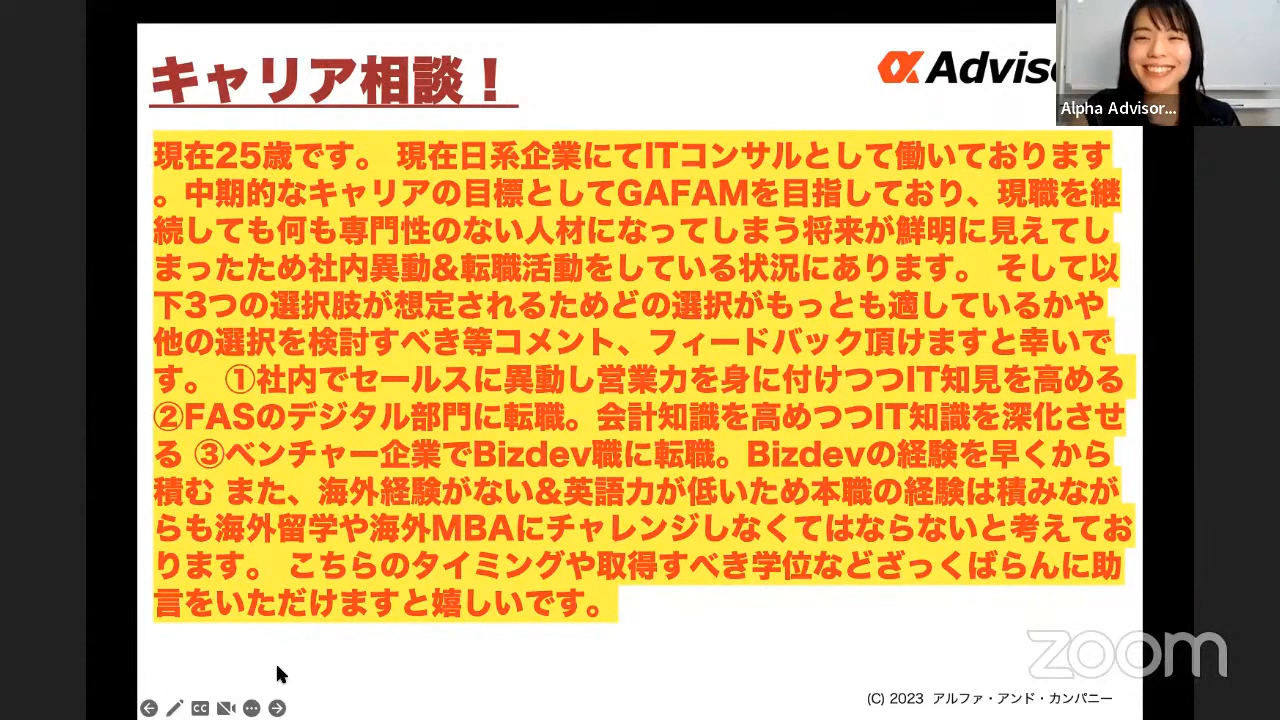 キャリア相談！
Advis
Alpha Advisor...
現在25歳です。 現在日系企業にてITコンサルとして働いております
。中期的なキャリアの目標としてGAFAMを目指しており、現職を継
続しても何も専門性のない人材になってしまう将来が鮮明に見えてし
まったため社内異動&転職活動をしている状況にあります。 そして以
下3つの選択肢が想定されるためどの選択がもっとも適しているかや
他の選択を検討すべき等コメント、フィードバック頂けますと幸いで
す。 ①社内でセールスに異動し営業力を身に付けつつIT知見を高める
②FASのデジタル部門に転職。会計知識を高めつつIT知識を深化させ
る ③ベンチャー企業でBizdev職に転職。Bizdevの経験を早くから
積む また、海外経験がない&英語力が低いため本職の経験は積みなが
らも海外留学や海外MBAにチャレンジしなくてはならないと考えてお
ります。 こちらのタイミングや取得すべき学位などざっくばらんに助
言をいただけますと嬉しいです。
zoom
CC
(C) 2023 アルファ・アンド・カンパニー